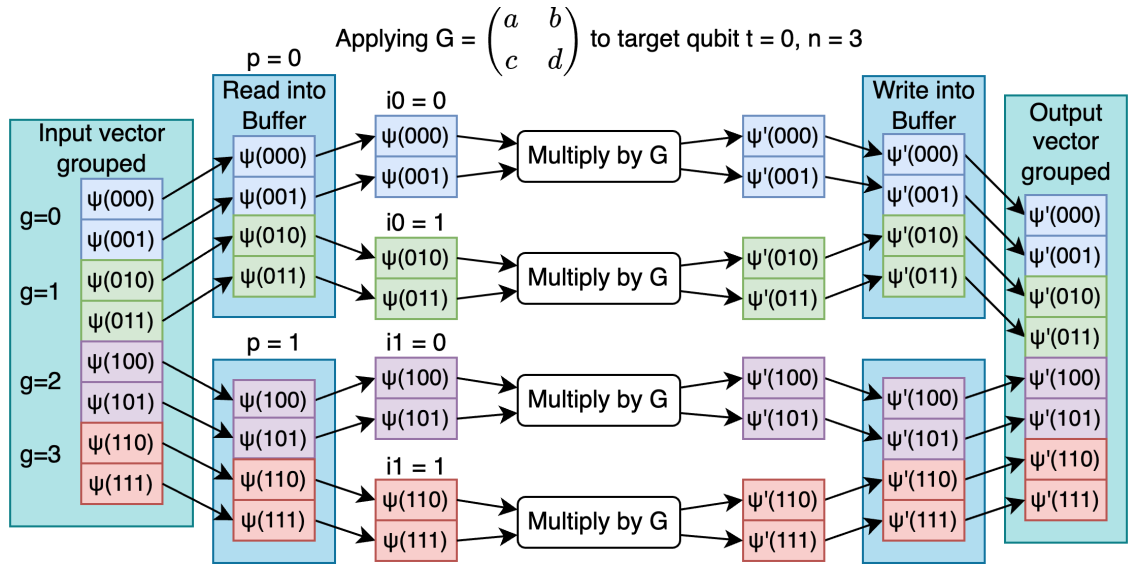 Applying G = ( a b
c d ) to target qubit t = 0, n = 3
Input vector
grouped
g=0
g=1
g=2
g=3
ψ(000)
ψ(001)
ψ(010)
ψ(011)
ψ(100)
ψ(101)
ψ(110)
ψ(111)
p = 0
Read into
Buffer
ψ(000)
ψ(001)
ψ(010)
ψ(011)
p = 1
ψ(100)
ψ(101)
ψ(110)
ψ(111)
i0 = 0
ψ(000)
ψ(001)
i0 = 1
ψ(010)
ψ(011)
i1 = 0
ψ(100)
ψ(101)
i1 = 1
ψ(110)
ψ(111)
Multiply by G
Multiply by G
Multiply by G
Multiply by G
ψ'(000)
ψ'(001)
ψ'(010)
ψ'(011)
ψ'(100)
ψ'(101)
ψ'(110)
ψ'(111)
Write into
Buffer
ψ'(000)
ψ'(001)
ψ'(010)
ψ'(011)
ψ'(100)
ψ'(101)
ψ'(110)
ψ'(111)
Output
vector
grouped
ψ'(000)
ψ'(001)
ψ'(010)
ψ'(011)
ψ'(100)
ψ'(101)
ψ'(110)
ψ'(111)